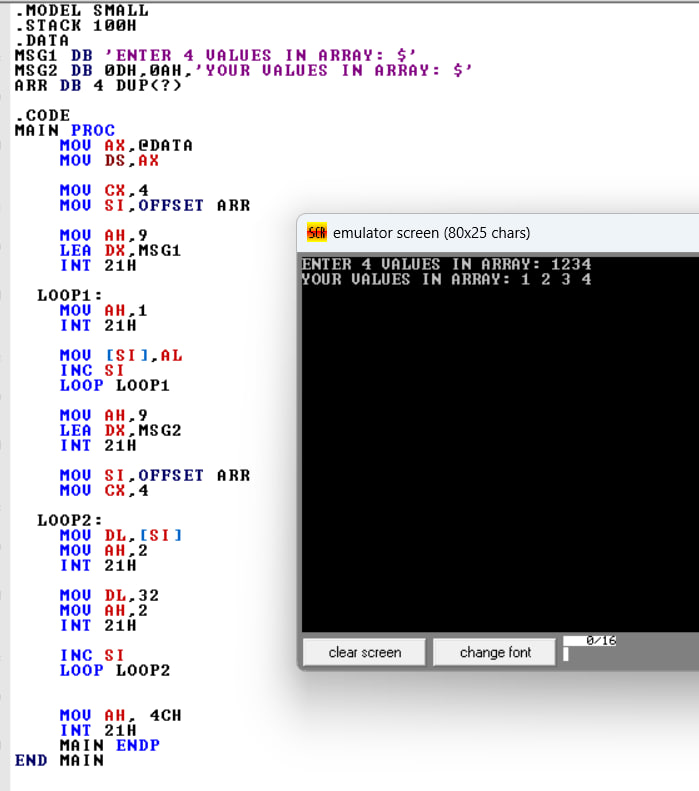 .MODEL SMALL
.STACK 100H
.DATA
MSG1 DB 'ENTER 4 VALUES IN ARRAY: $'
MSG2 DB 0DH,0AH,'YOUR VALUES IN ARRAY: $'
ARR DB 4 DUP(?)
.CODE
MAIN PROC
MOV AX,@DATA
MOV DS,AX
MOV CX,4
MOV SI,OFFSET ARR
MOV AH,9
LEA DX,MSG1
INT 21H
LOOP1:
MOV AH,1
INT 21H
MOV [SI],AL
INC SI
LOOP LOOP1
MOV AH,9
LEA DX,MSG2
INT 21H
MOV SI,OFFSET ARR
MOV CX,4
LOOP2:
MOV DL,[SI]
MOV AH,2
INT 21H
MOV DL,32
MOV AH,2
INT 21H
INC SI
LOOP LOOP2
MOV AH, 4CH
INT 21H
MAIN ENDP
END MAIN
SCR emulator screen (80x25 chars)
ENTER 4 VALUES IN ARRAY: 1234
YOUR VALUES IN ARRAY: 1 2 3 4
clear screen
change font
0/16